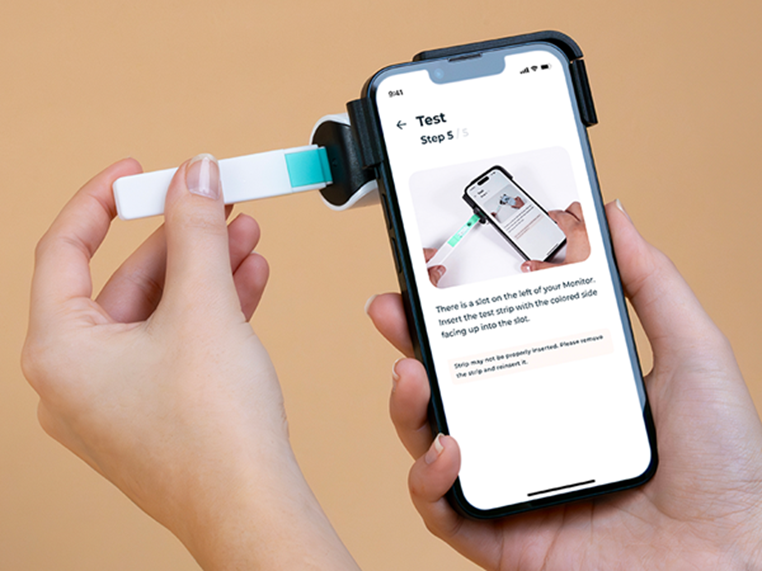 9:41
Test
Step 5 / 5
There is a slot on the left of your Monitor.
Insert the test strip with the colored side
facing up into the slot.
Strip may not be properly inserted. Please remove
the strip and reinsert it.